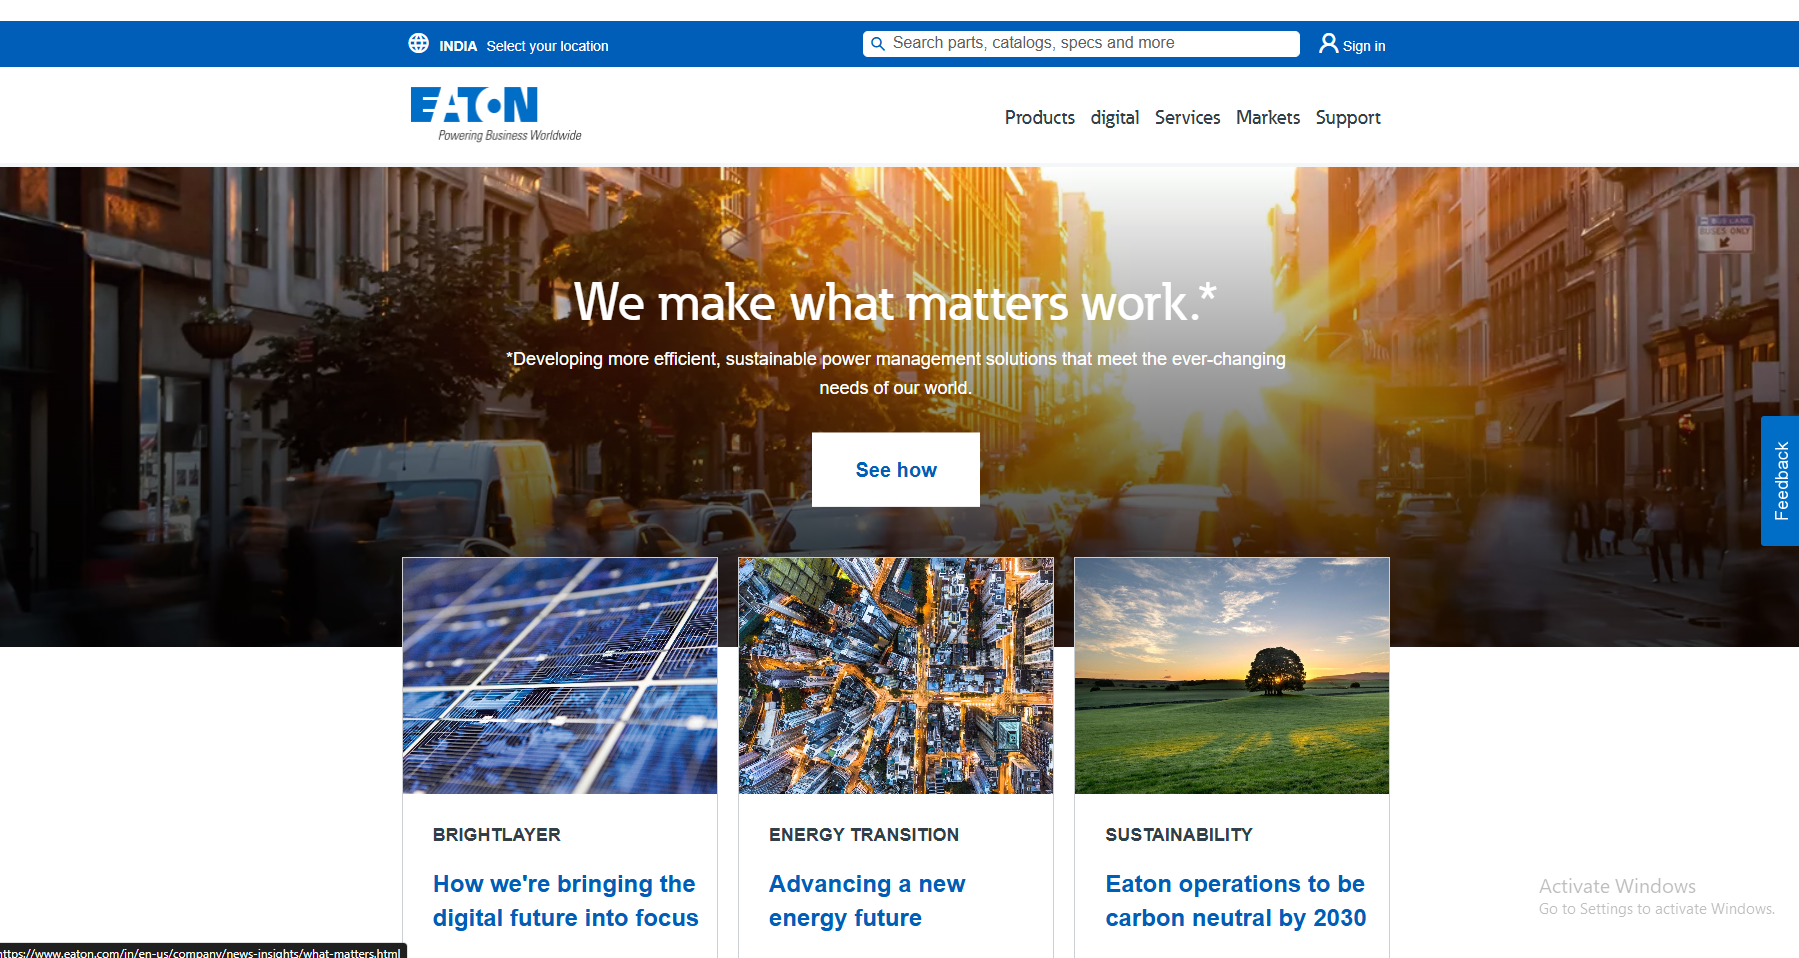 INDIA Select your location
Search parts, catalogs, specs and more
Sign in
EATON
Powering Business Worldwide
Products digital Services Markets Support
BUS LANE
BUSES ONLY
We make what matters work.*
*Developing more efficient, sustainable power management solutions that meet the ever-changing
needs of our world.
See how
Feedback
BRIGHTLAYER
How we're bringing the
digital future into focus
ENERGY TRANSITION
Advancing a new
energy future
SUSTAINABILITY
Eaton operations to be
carbon neutral by 2030
Activate Windows
Go to Settings to activate Windows.
https://www.eaton.com/in/en-us/company/news-insights/what-matters.html